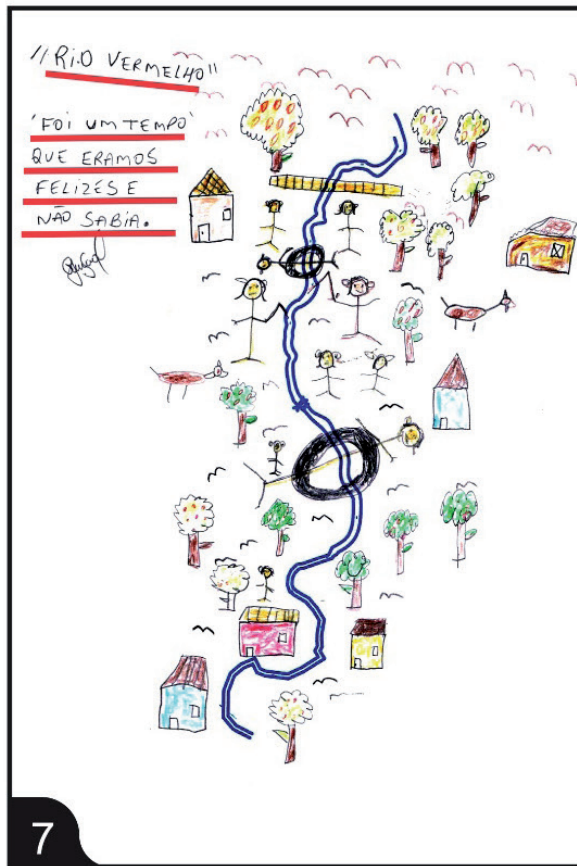 "RIO VERMELHO"
'FOI UM TEMPO
QUE ERAMOS
FELIZES E
NÃO SABIA.
7